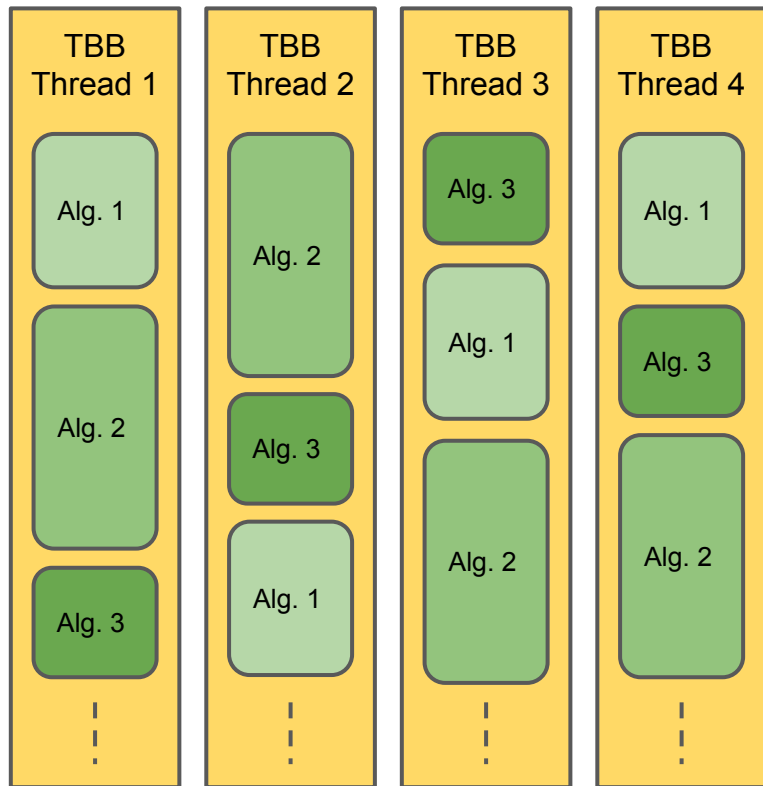 TBB
Thread 1
Alg. 1
Alg. 2
Alg. 3
TBB
Thread 2
Alg. 2
Alg. 3
Alg. 1
TBB
Thread 3
Alg. 3
Alg. 1
Alg. 2
TBB
Thread 4
Alg. 1
Alg. 3
Alg. 2